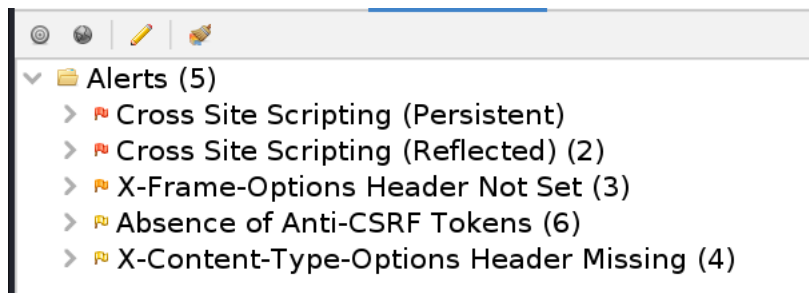 Alerts (5)
Cross Site Scripting (Persistent)
Cross Site Scripting (Reflected) (2)
X-Frame-Options Header Not Set (3)
Absence of Anti-CSRF Tokens (6)
X-Content-Type-Options Header Missing (4)